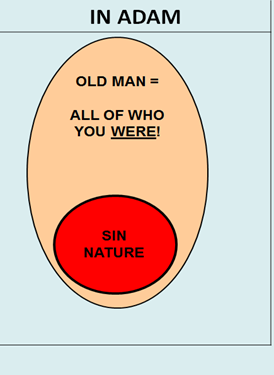 IN ADAM
OLD MAN =
ALL OF WHO
YOU WERE!
SIN
NATURE